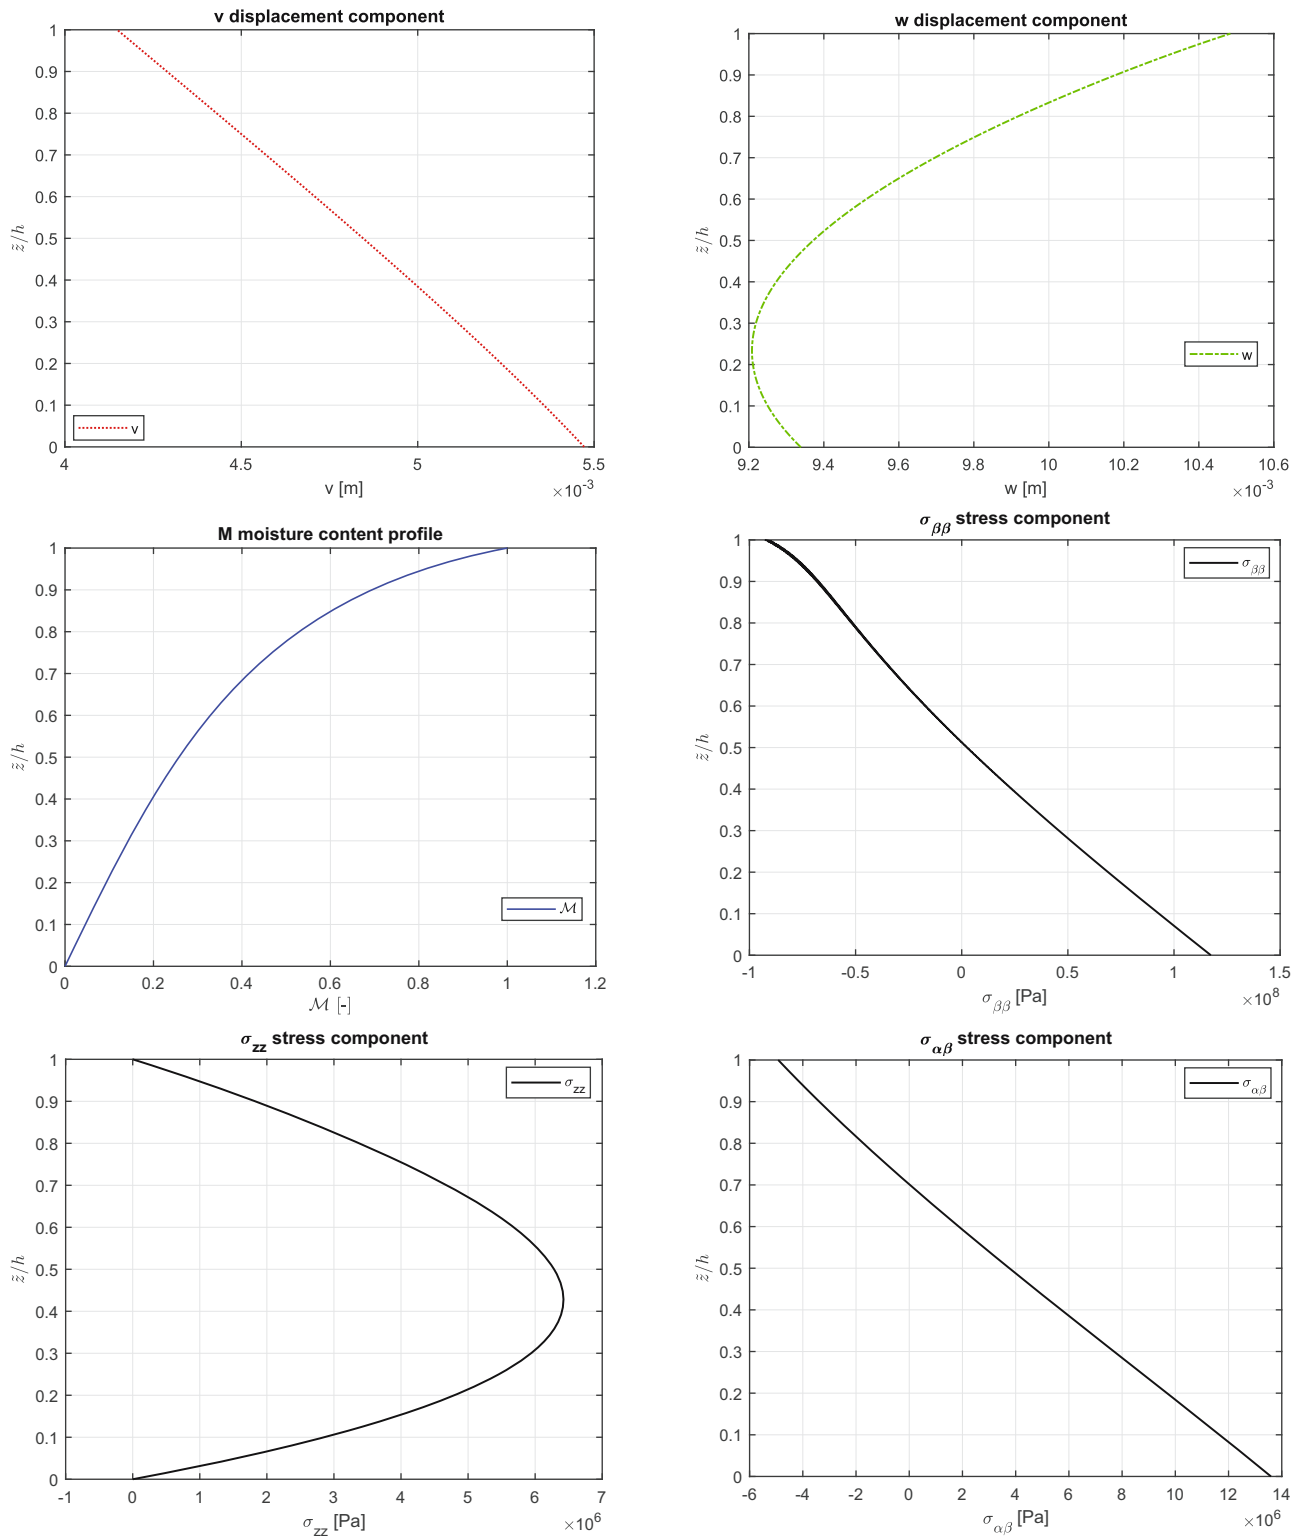 v displacement component
1
0.9
0.8
0.7
0.6
0.5
0.4
0.3
0.2
0.1
0
z̃/h
v
4 4.5 5 5.5
v [m]
×10⁻³
w displacement component
1
0.9
0.8
0.7
0.6
0.5
0.4
0.3
0.2
0.1
0
z̃/h
w
9.2 9.4 9.6 9.8 10 10.2 10.4 10.6
w [m]
×10⁻³
M moisture content profile
1
0.9
0.8
0.7
0.6
0.5
0.4
0.3
0.2
0.1
0
z̃/h
ℳ
0 0.2 0.4 0.6 0.8 1 1.2
ℳ [-]
σββ stress component
1
0.9
0.8
0.7
0.6
0.5
0.4
0.3
0.2
0.1
0
z̃/h
σββ
-1 -0.5 0 0.5 1 1.5
σββ [Pa]
×10⁸
σzz stress component
1
0.9
0.8
0.7
0.6
0.5
0.4
0.3
0.2
0.1
0
z̃/h
σzz
-1 0 1 2 3 4 5 6 7
σzz [Pa]
×10⁶
σαβ stress component
1
0.9
0.8
0.7
0.6
0.5
0.4
0.3
0.2
0.1
0
z̃/h
σαβ
-6 -4 -2 0 2 4 6 8 10 12 14
σαβ [Pa]
×10⁶